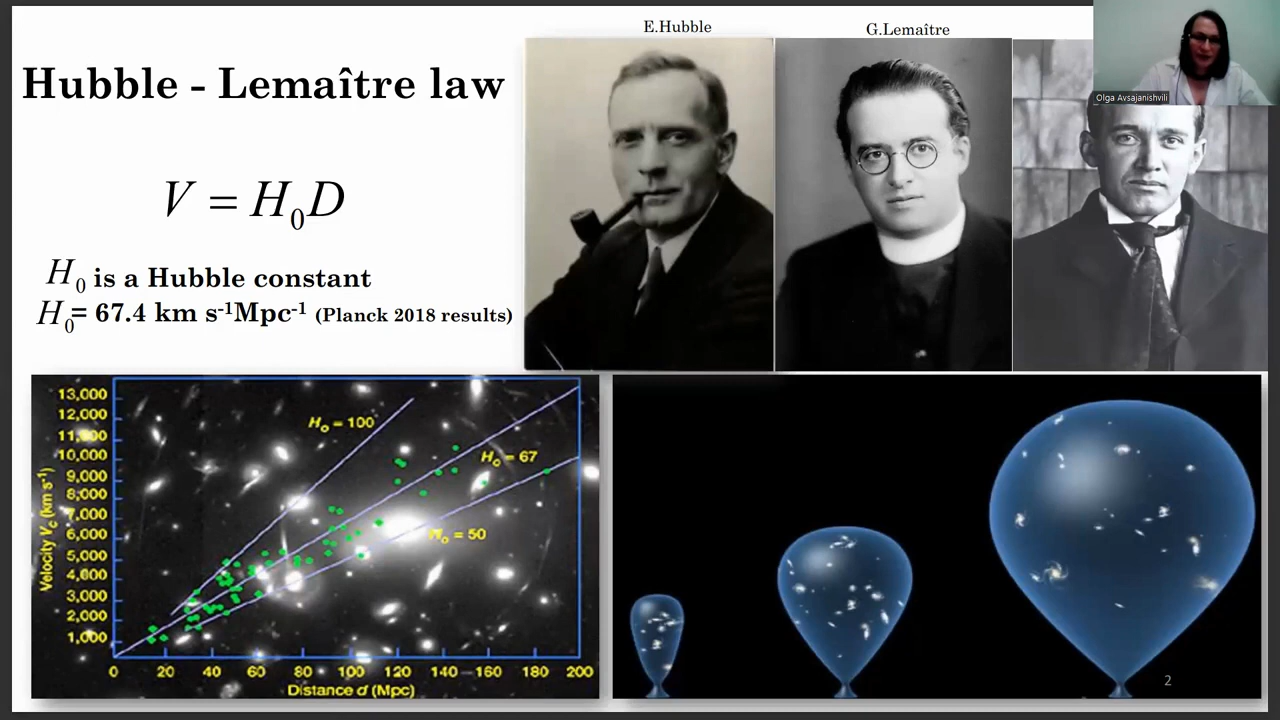 E.Hubble
G.Lemaître
Olga Avsajanishvili
Hubble - Lemaître law
V = H₀D
H₀ is a Hubble constant
H₀= 67.4 km s⁻¹Mpc⁻¹ (Planck 2018 results)
13,000
12,000
11,000
10,000
9,000
8,000
7,000
6,000
5,000
4,000
3,000
2,000
1,000
Velocity Vc (km s⁻¹)
H₀ = 100
H₀ = 67
H₀ = 50
0 20 40 60 80 100 120 140 160 180 200
Distance d (Mpc)
2